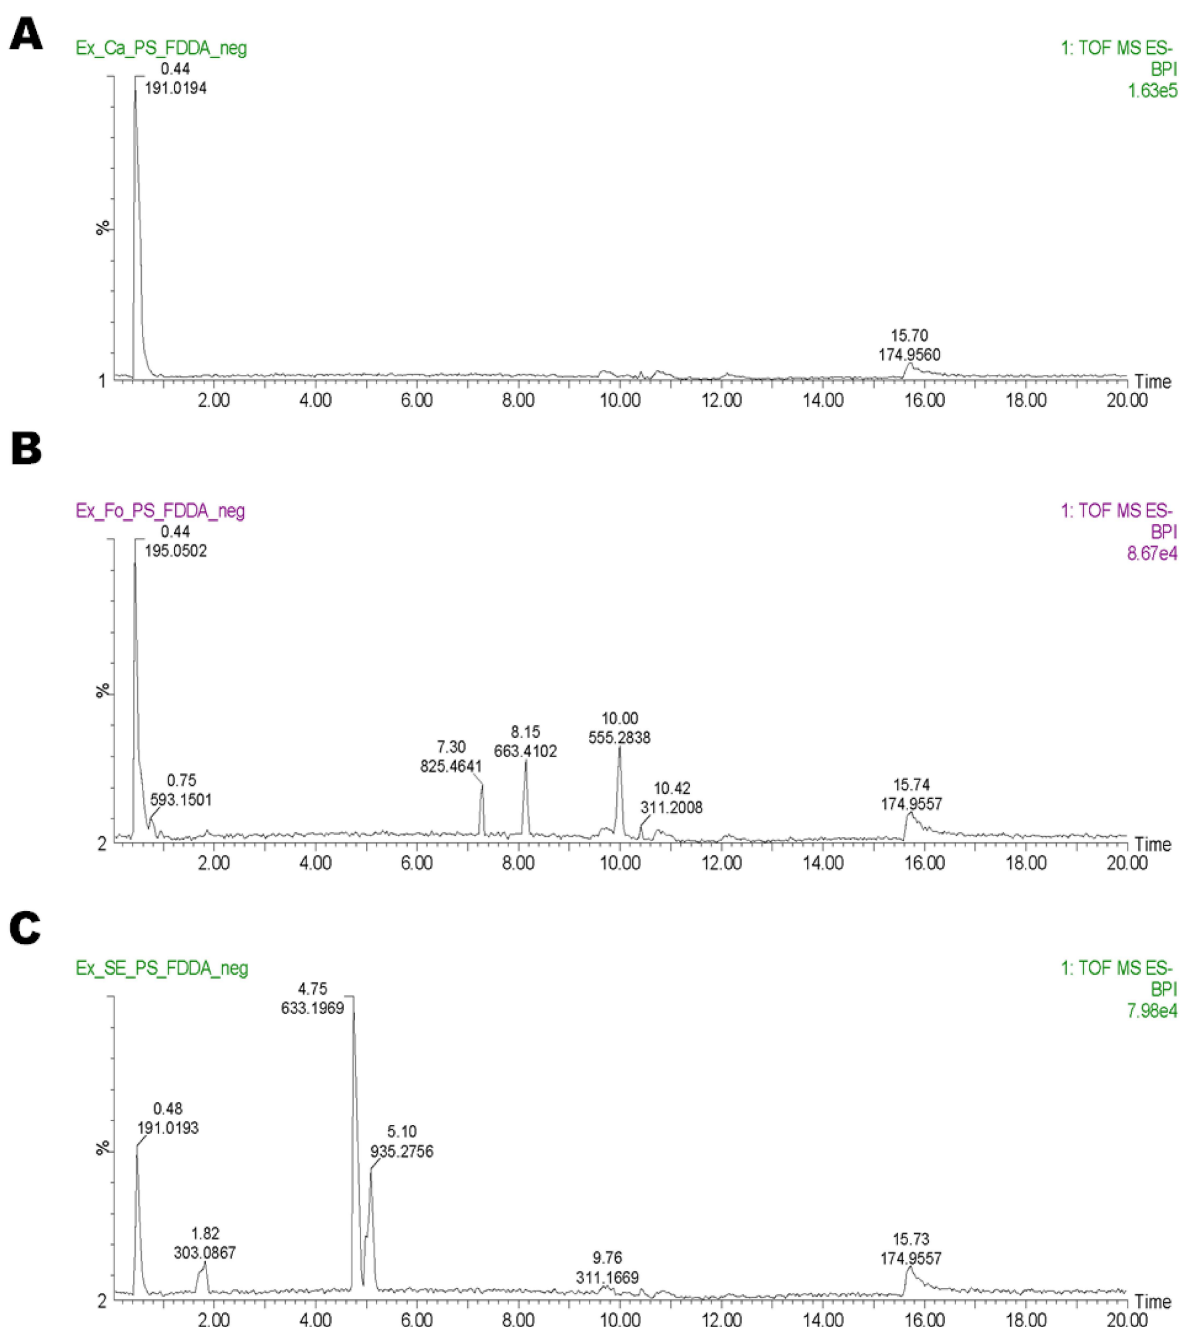 A
Ex_Ca_PS_FDDA_neg
1: TOF MS ES-
BPI
1.63e5
0.44
191.0194
%
15.70
174.9560
1
Time
2.00 4.00 6.00 8.00 10.00 12.00 14.00 16.00 18.00 20.00
B
Ex_Fo_PS_FDDA_neg
1: TOF MS ES-
BPI
8.67e4
0.44
195.0502
%
0.75
593.1501
7.30
825.4641
8.15
663.4102
10.00
555.2838
10.42
311.2008
15.74
174.9557
2
Time
2.00 4.00 6.00 8.00 10.00 12.00 14.00 16.00 18.00 20.00
C
Ex_SE_PS_FDDA_neg
1: TOF MS ES-
BPI
7.98e4
4.75
633.1969
0.48
191.0193
%
5.10
935.2756
1.82
303.0867
9.76
311.1669
15.73
174.9557
2
Time
2.00 4.00 6.00 8.00 10.00 12.00 14.00 16.00 18.00 20.00